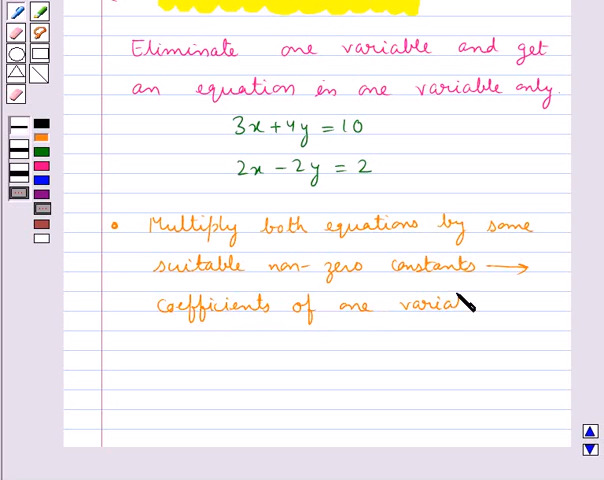 Eliminate one variable and get
an equation in one variable only.
3x + 4y = 10
2x - 2y = 2
• Multiply both equations by some
suitable non-zero constants →
coefficients of one varia